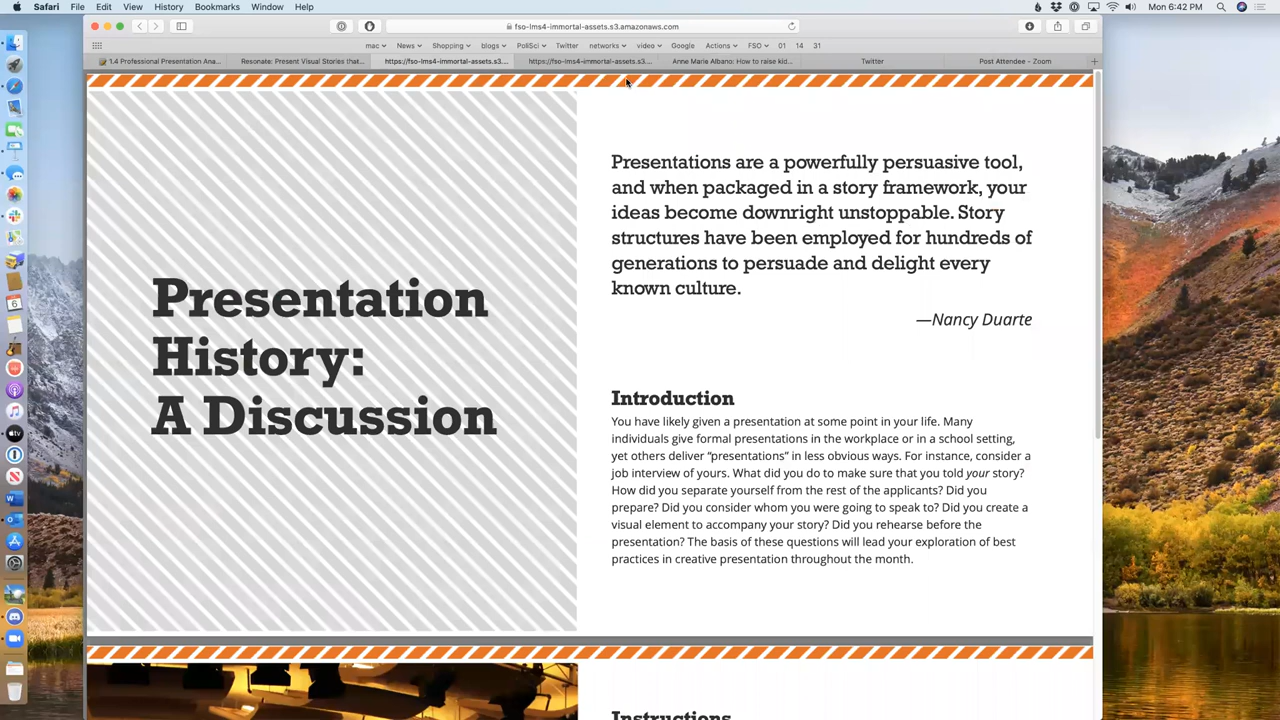 Safari File Edit View History Bookmarks Window Help
Mon 6:42 PM
fso-lms4-immortal-assets.s3.amazonaws.com
mac News Shopping blogs PoliSci Twitter networks video Google Actions FSO 01 14 31
1.4 Professional Presentation Ana... Resonate: Present Visual Stories that... https://fso-lms4-immortal-assets.s3.... https://fso-lms4-immortal-assets.s3.... Anne Marie Albano: How to raise kid... Twitter Post Attendee - Zoom
Presentation
History:
A Discussion
Presentations are a powerfully persuasive tool,
and when packaged in a story framework, your
ideas become downright unstoppable. Story
structures have been employed for hundreds of
generations to persuade and delight every
known culture.
—Nancy Duarte
Introduction
You have likely given a presentation at some point in your life. Many
individuals give formal presentations in the workplace or in a school setting,
yet others deliver “presentations” in less obvious ways. For instance, consider a
job interview of yours. What did you do to make sure that you told your story?
How did you separate yourself from the rest of the applicants? Did you
prepare? Did you consider whom you were going to speak to? Did you create a
visual element to accompany your story? Did you rehearse before the
presentation? The basis of these questions will lead your exploration of best
practices in creative presentation throughout the month.
Instructions